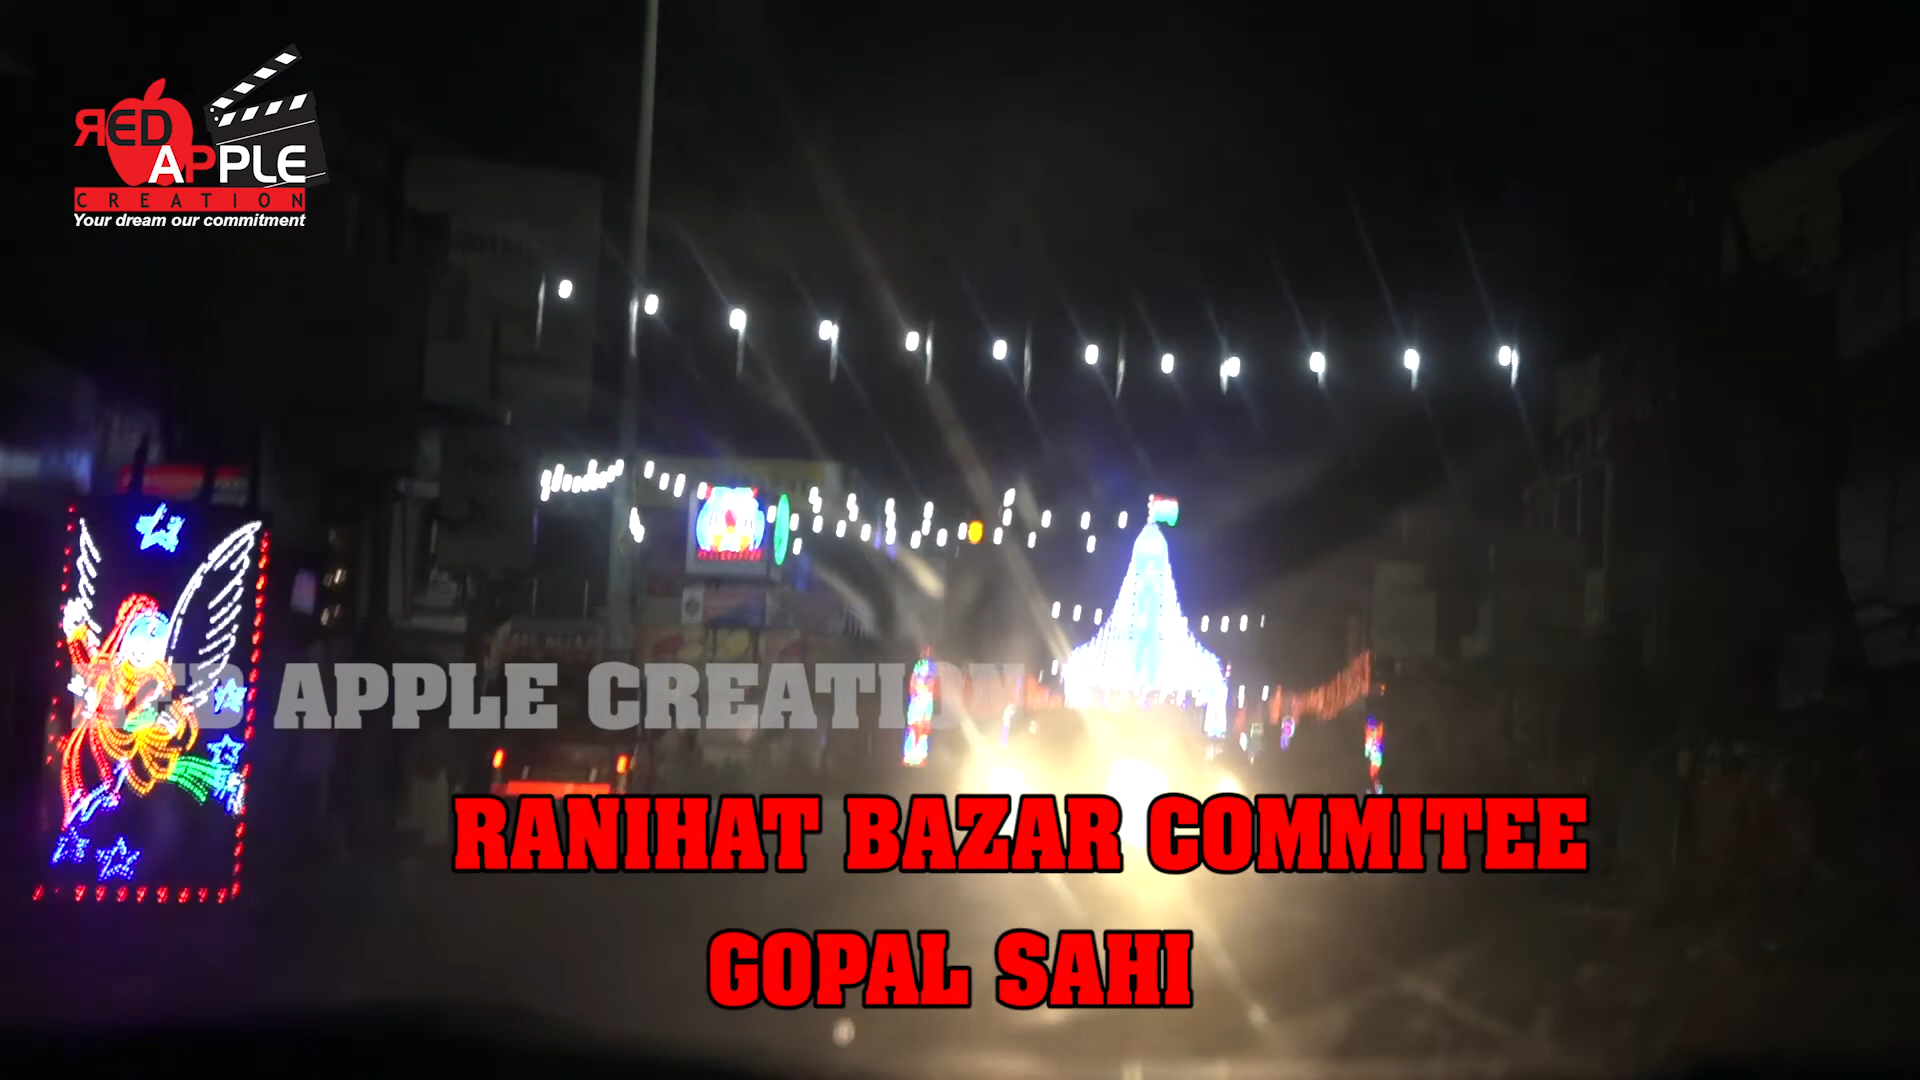 RED
APPLE
CREATION
Your dream our commitment
RED APPLE CREATION
RANIHAT BAZAR COMMITEE
GOPAL SAHI